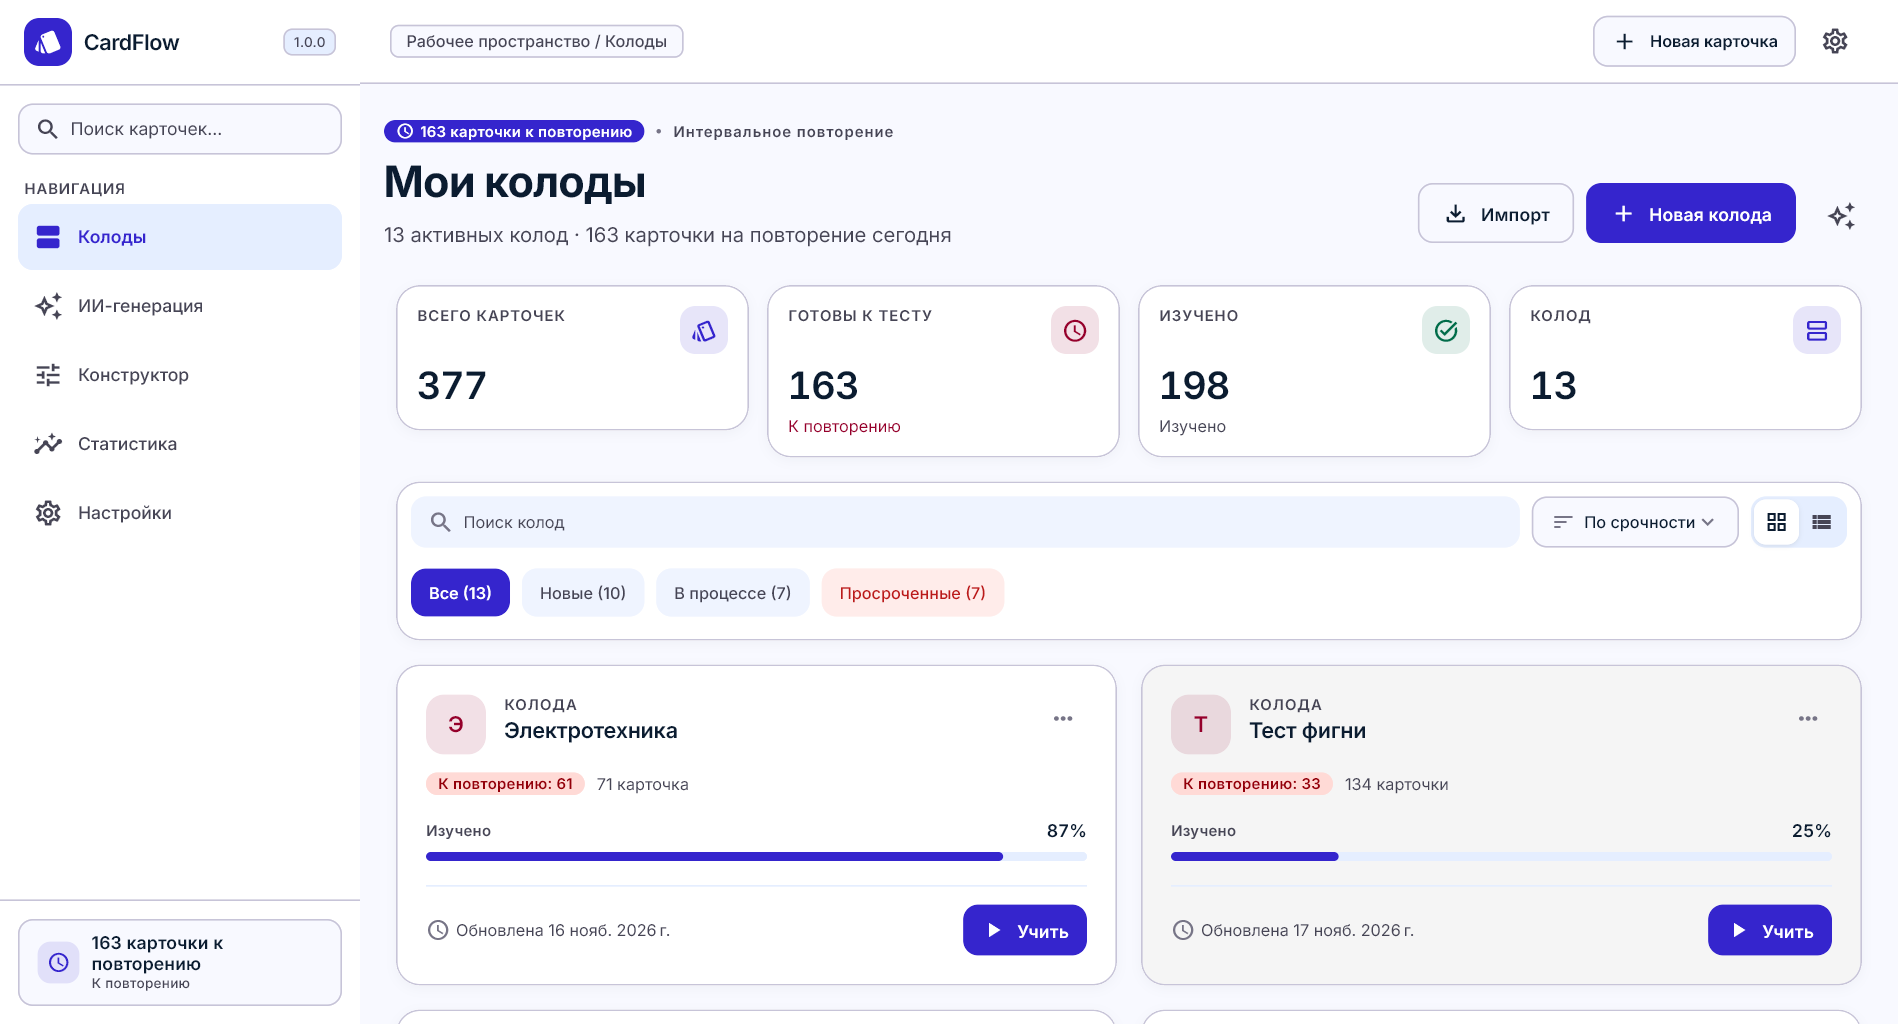 CardFlow
1.0.0
Поиск карточек...
НАВИГАЦИЯ
Колоды
ИИ-генерация
Конструктор
Статистика
Настройки
163 карточки к
повторению
К повторению
Рабочее пространство / Колоды
Новая карточка
163 карточки к повторению • Интервальное повторение
Мои колоды
13 активных колод · 163 карточки на повторение сегодня
Импорт
Новая колода
ВСЕГО КАРТОЧЕК
377
ГОТОВЫ К ТЕСТУ
163
К повторению
ИЗУЧЕНО
198
Изучено
КОЛОД
13
Поиск колод
По срочности
Все (13)
Новые (10)
В процессе (7)
Просроченные (7)
Э
КОЛОДА
Электротехника
К повторению: 61
71 карточка
Изучено
87%
Обновлена 16 нояб. 2026 г.
Учить
Т
КОЛОДА
Тест фигни
К повторению: 33
134 карточки
Изучено
25%
Обновлена 17 нояб. 2026 г.
Учить